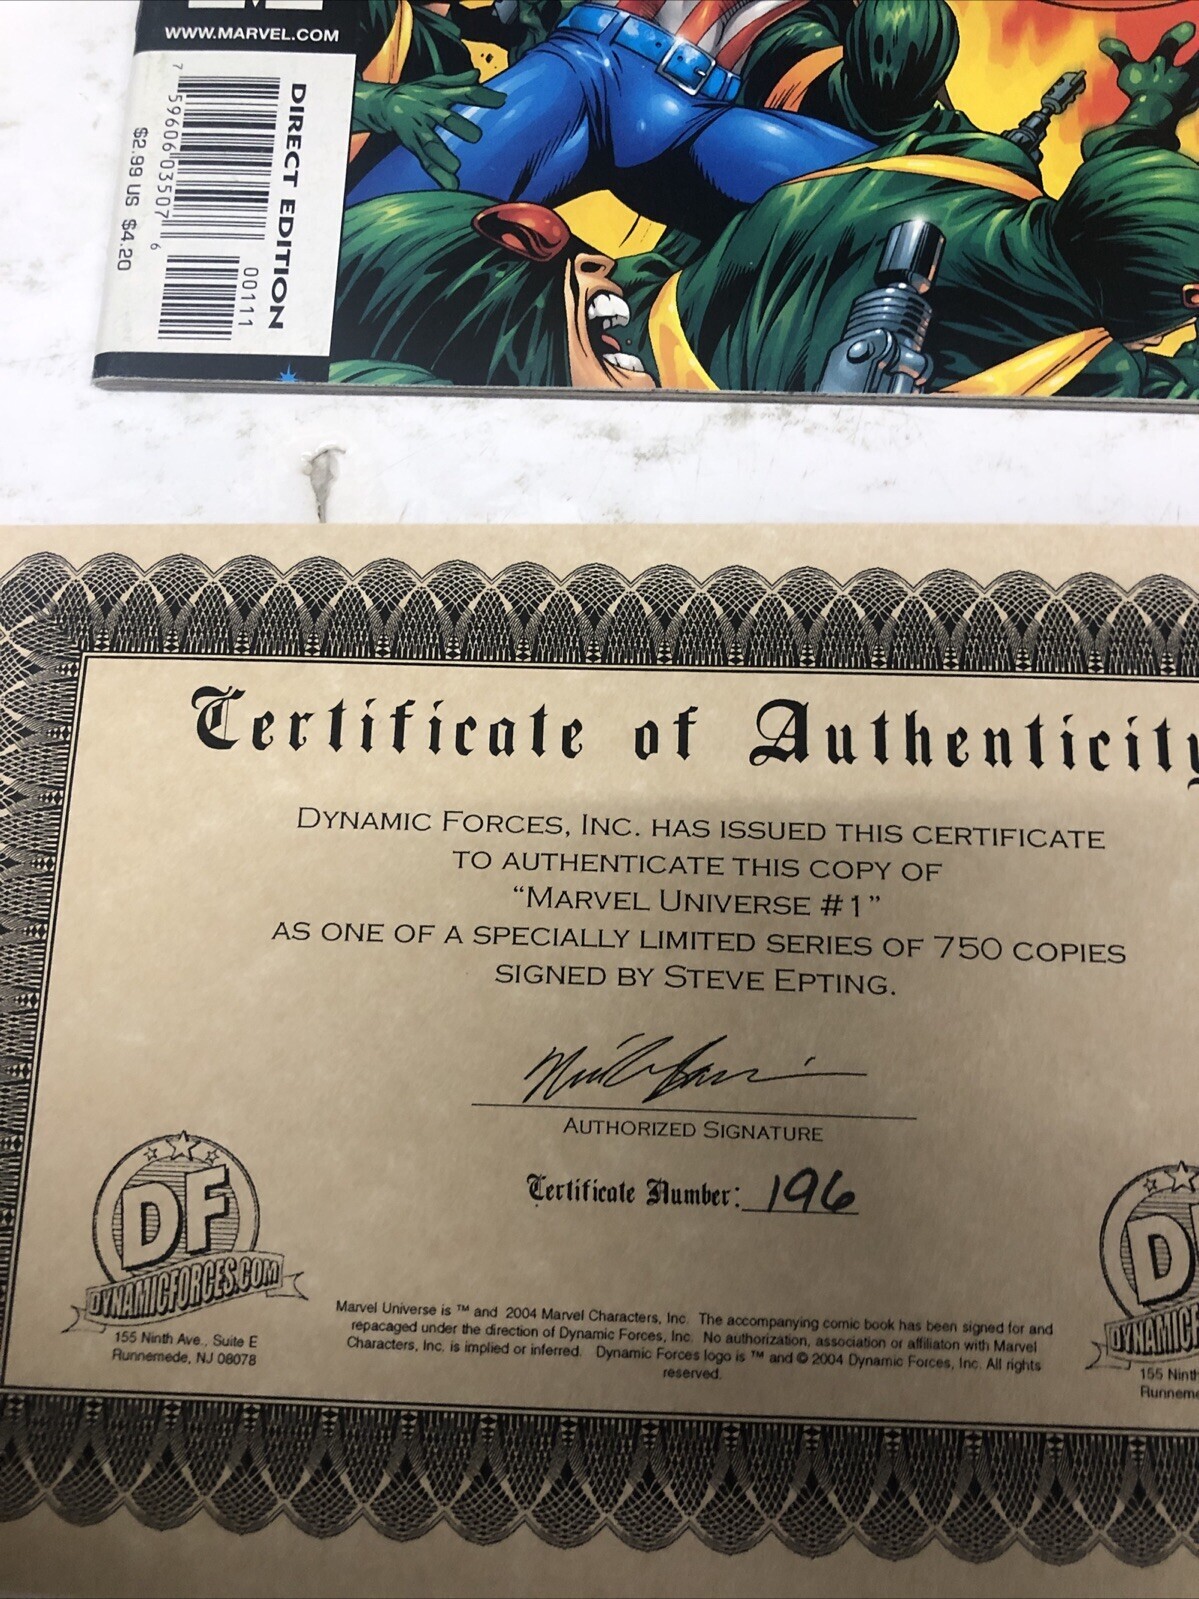 WWW.MARVEL.COM
DIRECT EDITION
7 59606 03507 6
00111
$2.99 US $4.20
Certificate of Authenticity
DYNAMIC FORCES, INC. HAS ISSUED THIS CERTIFICATE
TO AUTHENTICATE THIS COPY OF
“MARVEL UNIVERSE #1”
AS ONE OF A SPECIALLY LIMITED SERIES OF 750 COPIES
SIGNED BY STEVE EPTING.
AUTHORIZED SIGNATURE
Certificate Number: 196
DF
DYNAMICFORCES.COM
155 Ninth Ave., Suite E
Runnemede, NJ 08078
Marvel Universe is ™ and 2004 Marvel Characters, Inc. The accompanying comic book has been signed for and
repacaged under the direction of Dynamic Forces, Inc. No authorization, association or affiliaton with Marvel
Characters, Inc. is implied or inferred. Dynamic Forces logo is ™ and © 2004 Dynamic Forces, Inc. All rights
reserved.
D
DYNAMIC
155 Ninth
Runneme